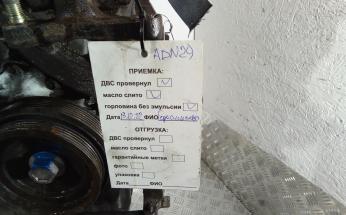 ADN29
ПРИЕМКА:
ДВС провернул
масло слито
горловина без эмульсии
Дата ФИО
ОТГРУЗКА:
ДВС провернул
масло слито
гарантийные метки
фото
упаковка
Дата ФИО